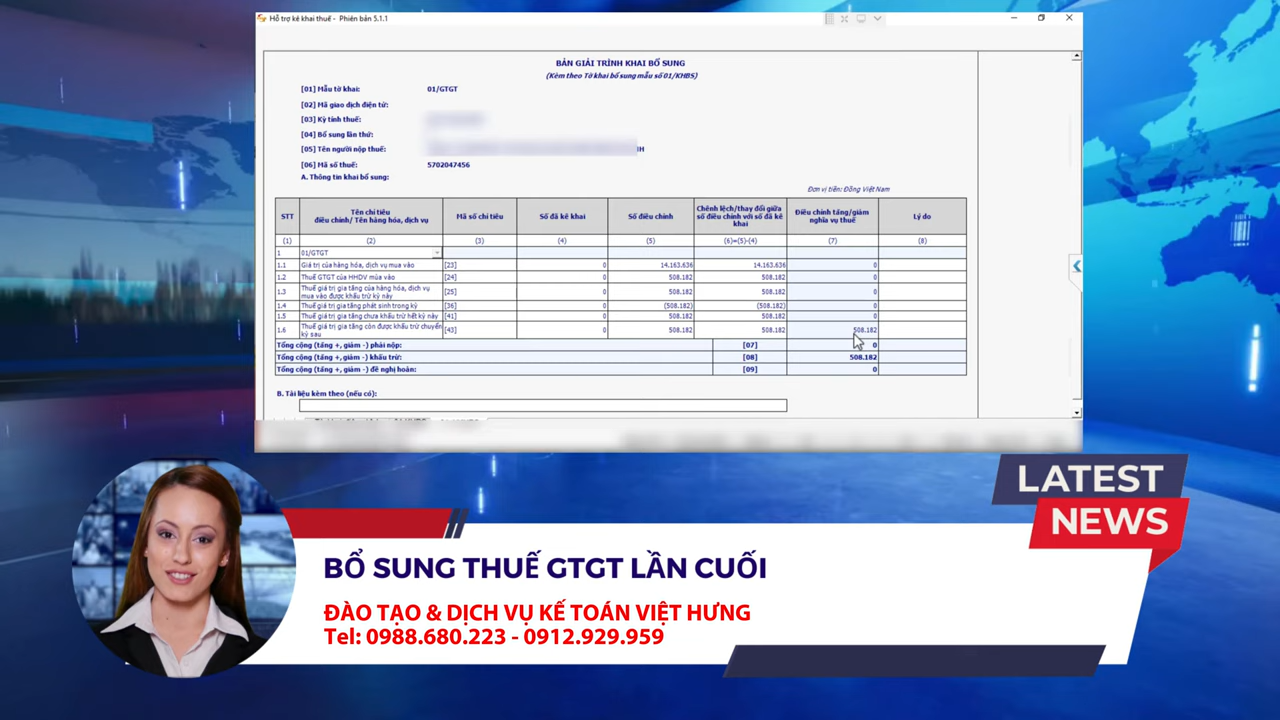 Hỗ trợ kê khai thuế - Phiên bản 5.1.1
BẢN GIẢI TRÌNH KHAI BỔ SUNG
(Kèm theo Tờ khai bổ sung mẫu số 01/KHBS)
[01] Mẫu tờ khai: 01/GTGT
[02] Mã giao dịch điện tử:
[03] Kỳ tính thuế:
[04] Bổ sung lần thứ:
[05] Tên người nộp thuế:
[06] Mã số thuế: 5702047456
A. Thông tin khai bổ sung:
Đơn vị tiền: Đồng Việt Nam
STT Tên chỉ tiêu điều chỉnh/ Tên hàng hóa, dịch vụ Mã số chỉ tiêu Số đã kê khai Số điều chỉnh Chênh lệch/thay đổi giữa số điều chỉnh với số đã kê khai Điều chỉnh tăng/giảm nghĩa vụ thuế Lý do
(1) (2) (3) (4) (5) (6)=(5)-(4) (7) (8)
1 01/GTGT
1.1 Giá trị của hàng hóa, dịch vụ mua vào [23] 0 14.163.636 14.163.636 0
1.2 Thuế GTGT của HHDV mua vào [24] 0 508.182 508.182 0
1.3 Thuế giá trị gia tăng của hàng hóa, dịch vụ mua vào được khấu trừ kỳ này [25] 0 508.182 508.182 0
1.4 Thuế giá trị gia tăng phát sinh trong kỳ [36] 0 (508.182) (508.182) 0
1.5 Thuế giá trị gia tăng chưa khấu trừ hết kỳ này [41] 0 508.182 508.182 0
1.6 Thuế giá trị gia tăng còn được khấu trừ chuyển kỳ sau [43] 0 508.182 508.182 508.182
Tổng cộng (tăng +, giảm -) phải nộp: [07] 0
Tổng cộng (tăng +, giảm -) khấu trừ: [08] 508.182
Tổng cộng (tăng +, giảm -) đề nghị hoàn: [09] 0
B. Tài liệu kèm theo (nếu có):
LATEST
NEWS
BỔ SUNG THUẾ GTGT LẦN CUỐI
ĐÀO TẠO & DỊCH VỤ KẾ TOÁN VIỆT HƯNG
Tel: 0988.680.223 - 0912.929.959